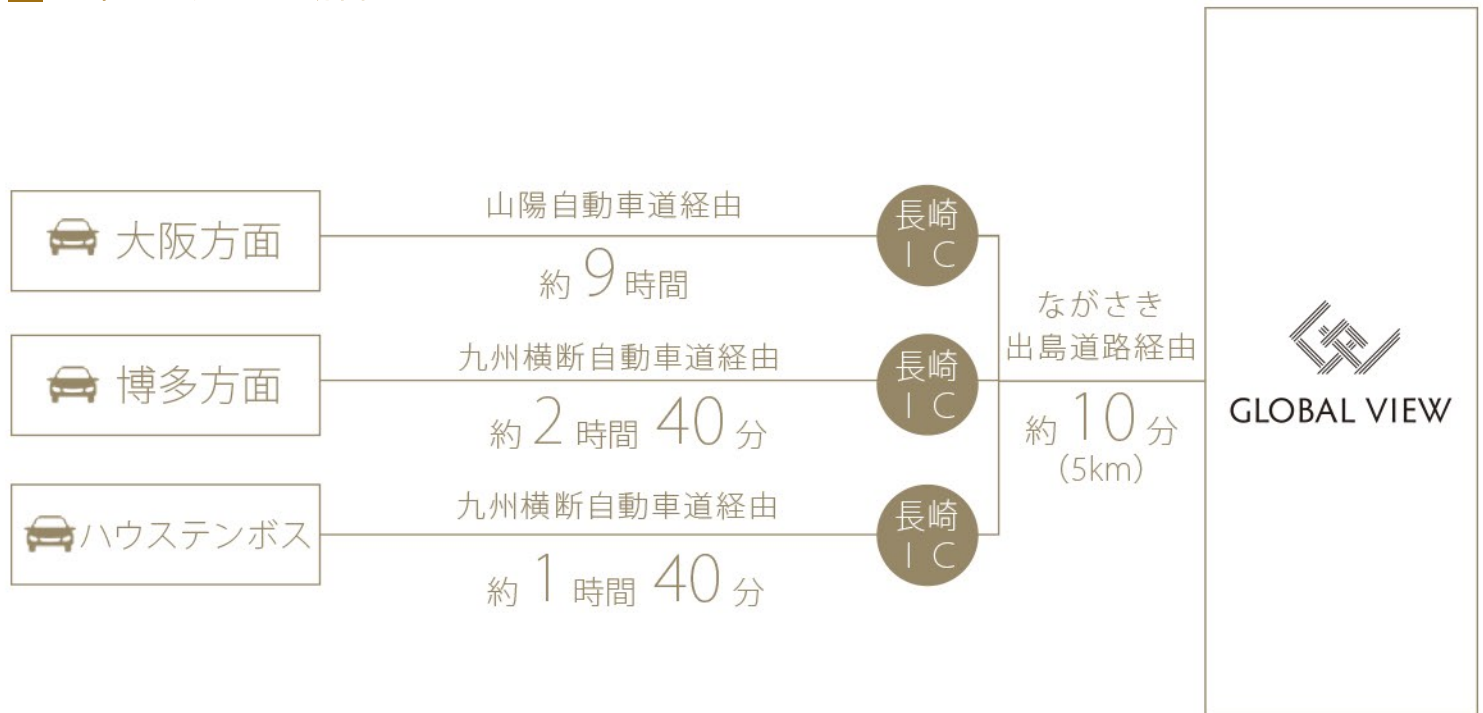 大阪方面
山陽自動車道経由
約 9 時間
長崎
IC
博多方面
九州横断自動車道経由
約 2 時間 40 分
長崎
IC
ハウステンボス
九州横断自動車道経由
約 1 時間 40 分
長崎
IC
ながさき
出島道路経由
約 10 分
(5km)
GLOBAL VIEW